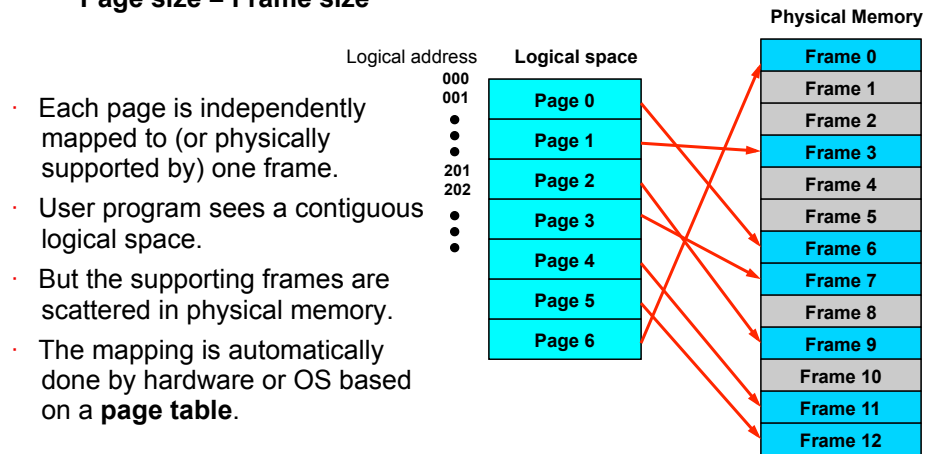 Page size = Frame size
· Each page is independently
mapped to (or physically
supported by) one frame.
· User program sees a contiguous
logical space.
· But the supporting frames are
scattered in physical memory.
· The mapping is automatically
done by hardware or OS based
on a page table.
Logical address
000
001
201
202
Logical space
Page 0
Page 1
Page 2
Page 3
Page 4
Page 5
Page 6
Physical Memory
Frame 0
Frame 1
Frame 2
Frame 3
Frame 4
Frame 5
Frame 6
Frame 7
Frame 8
Frame 9
Frame 10
Frame 11
Frame 12